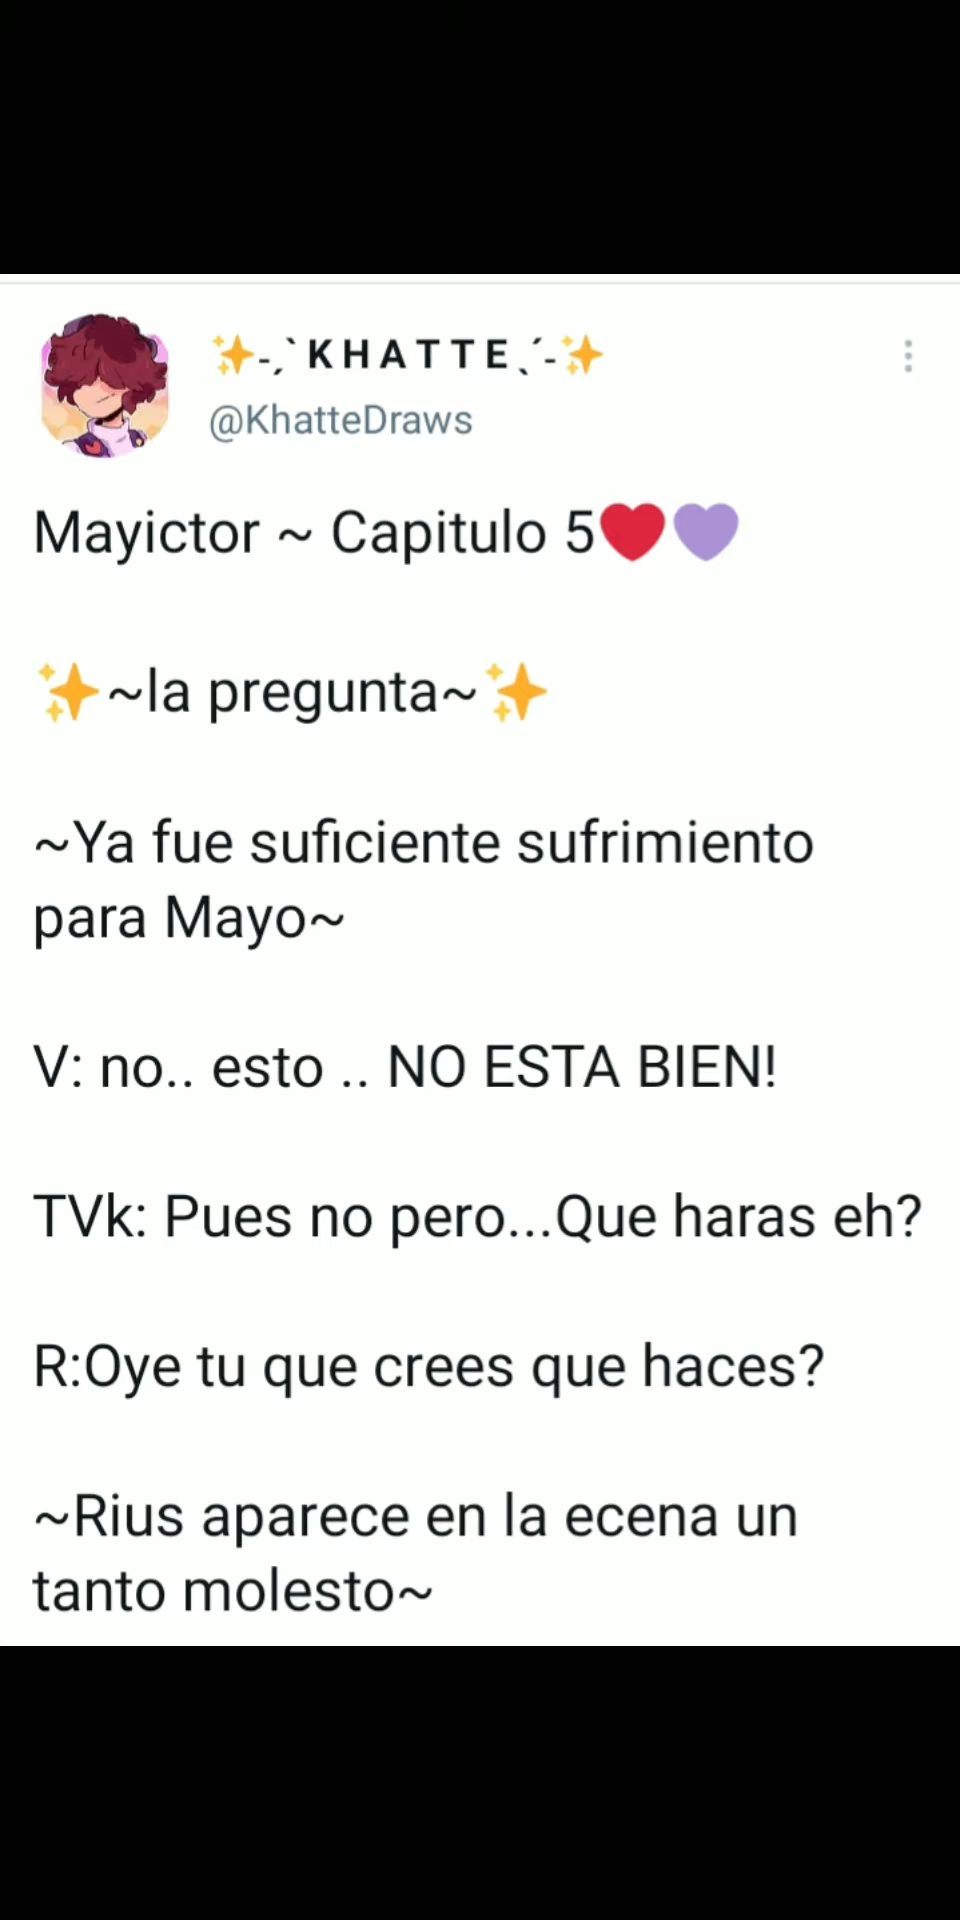 ✨-ˏˋKHATTEˎˊ-✨
@KhatteDraws
Mayictor ~ Capitulo 5❤️💜
✨~la pregunta~✨
~Ya fue suficiente sufrimiento
para Mayo~
V: no.. esto .. NO ESTA BIEN!
TVk: Pues no pero...Que haras eh?
R:Oye tu que crees que haces?
~Rius aparece en la ecena un
tanto molesto~